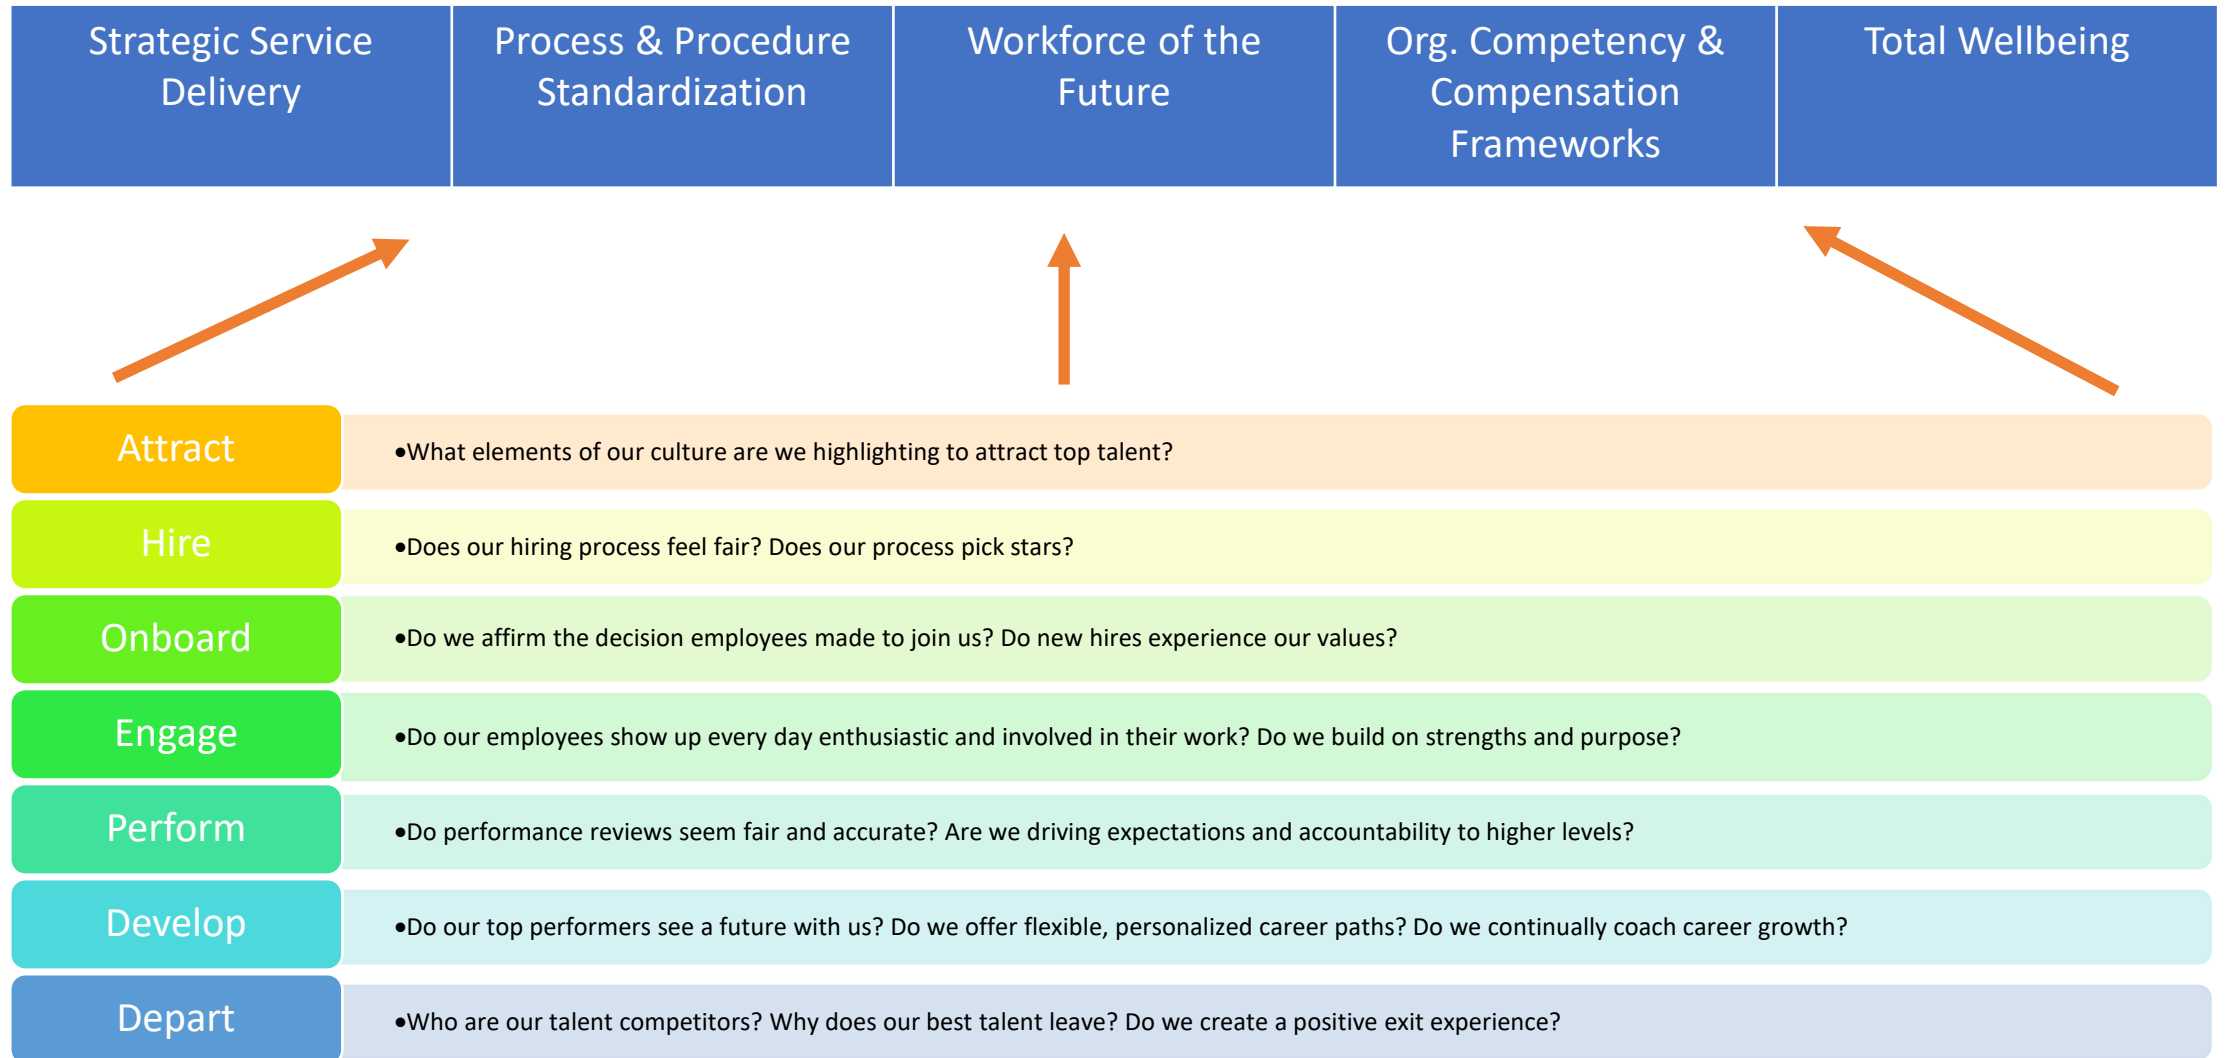 Strategic Service
Delivery
Process & Procedure
Standardization
Workforce of the
Future
Org. Competency &
Compensation
Frameworks
Total Wellbeing
Attract
•What elements of our culture are we highlighting to attract top talent?
Hire
•Does our hiring process feel fair? Does our process pick stars?
Onboard
•Do we affirm the decision employees made to join us? Do new hires experience our values?
Engage
•Do our employees show up every day enthusiastic and involved in their work? Do we build on strengths and purpose?
Perform
•Do performance reviews seem fair and accurate? Are we driving expectations and accountability to higher levels?
Develop
•Do our top performers see a future with us? Do we offer flexible, personalized career paths? Do we continually coach career growth?
Depart
•Who are our talent competitors? Why does our best talent leave? Do we create a positive exit experience?